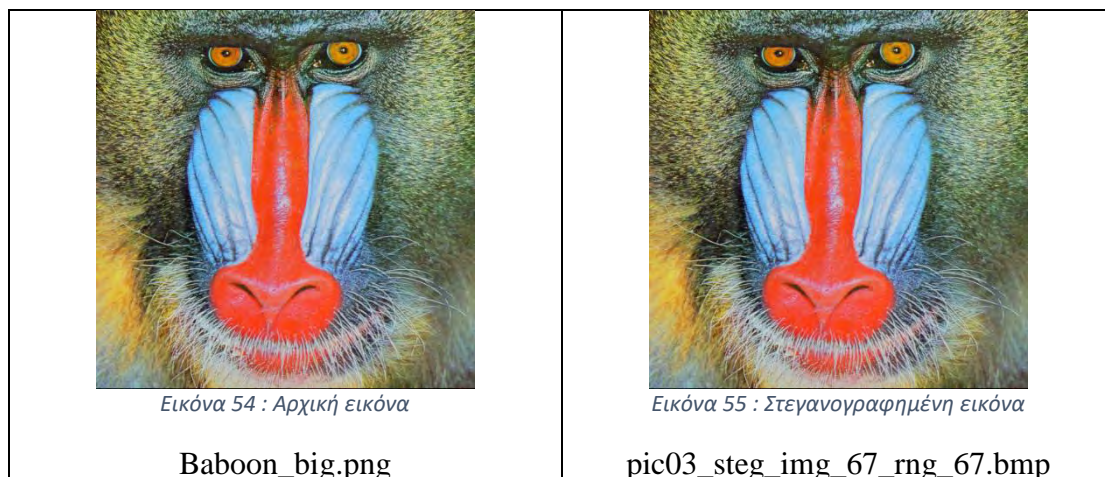 Εικόνα 54 : Αρχική εικόνα
Baboon_big.png
Εικόνα 55 : Στεγανογραφημένη εικόνα
pic03_steg_img_67_rng_67.bmp